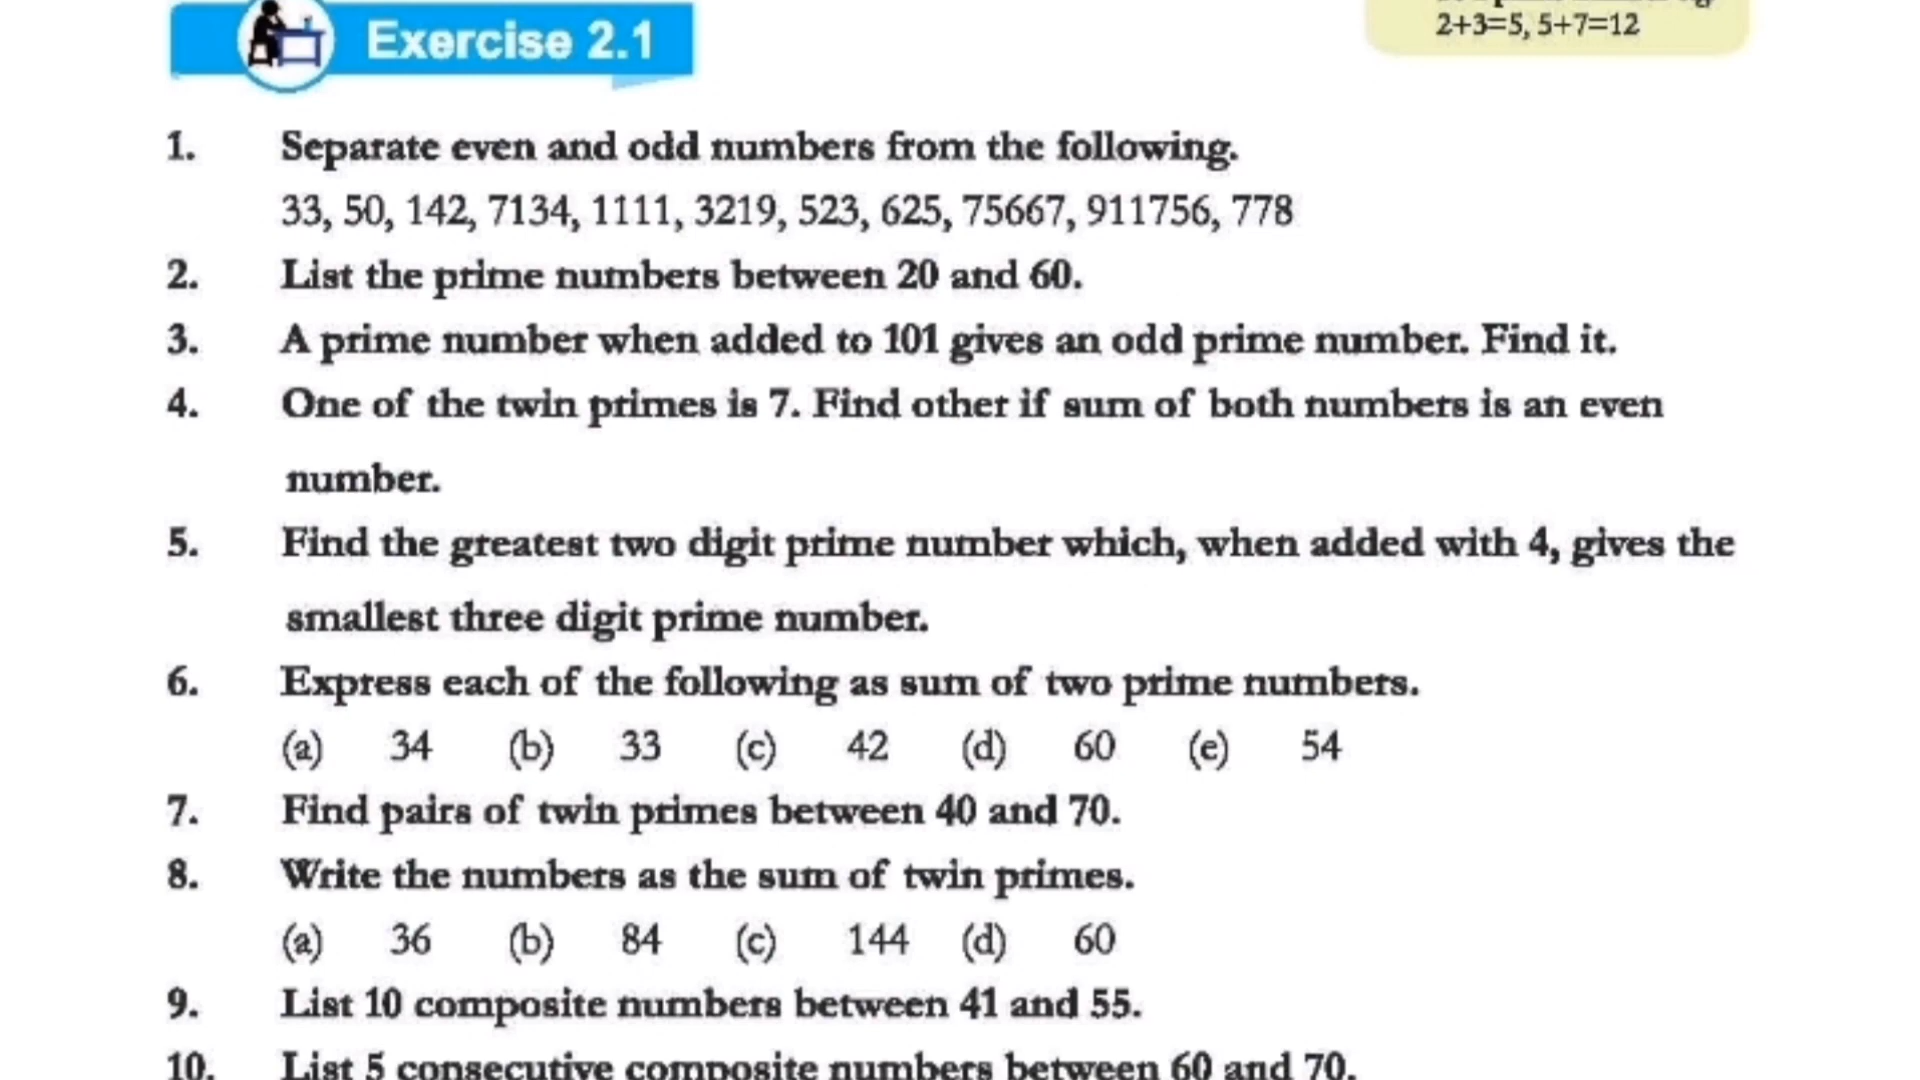 2+3=5, 5+7=12
Exercise 2.1
1. Separate even and odd numbers from the following.
33, 50, 142, 7134, 1111, 3219, 523, 625, 75667, 911756, 778
2. List the prime numbers between 20 and 60.
3. A prime number when added to 101 gives an odd prime number. Find it.
4. One of the twin primes is 7. Find other if sum of both numbers is an even
number.
5. Find the greatest two digit prime number which, when added with 4, gives the
smallest three digit prime number.
6. Express each of the following as sum of two prime numbers.
(a) 34 (b) 33 (c) 42 (d) 60 (e) 54
7. Find pairs of twin primes between 40 and 70.
8. Write the numbers as the sum of twin primes.
(a) 36 (b) 84 (c) 144 (d) 60
9. List 10 composite numbers between 41 and 55.
10. List 5 consecutive composite numbers between 60 and 70.